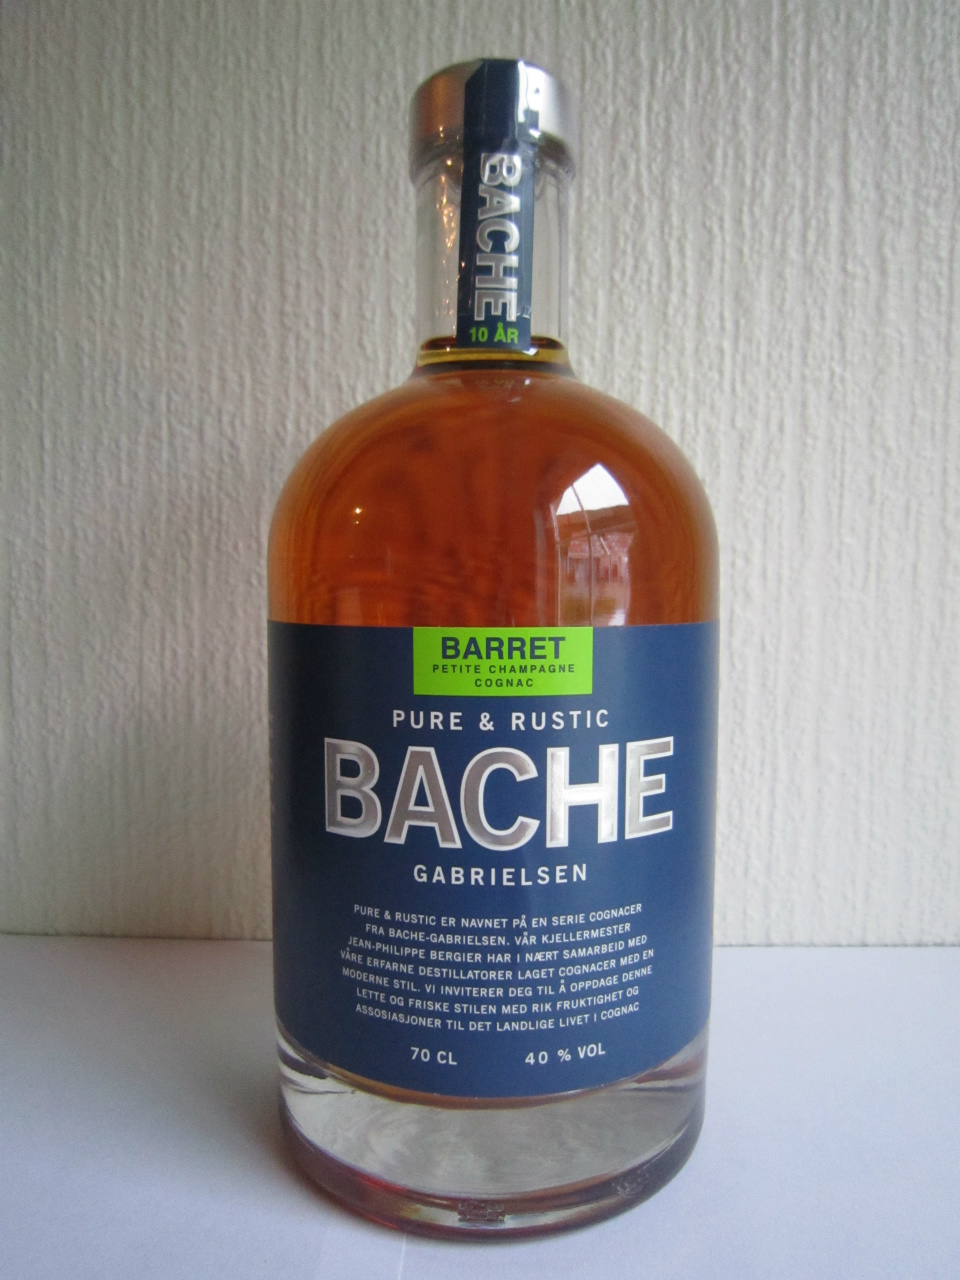 BACHE
10 ÅR
BARRET
PETITE CHAMPAGNE
COGNAC
PURE & RUSTIC
BACHE
GABRIELSEN
PURE & RUSTIC ER NAVNET PÅ EN SERIE COGNACER
FRA BACHE-GABRIELSEN. VÅR KJELLERMESTER
JEAN-PHILIPPE BERGIER HAR I NÆRT SAMARBEID MED
VÅRE ERFARNE DESTILLATORER LAGET COGNACER MED EN
MODERNE STIL. VI INVITERER DEG TIL Å OPPDAGE DENNE
LETTE OG FRISKE STILEN MED RIK FRUKTIGHET OG
ASSOSIASJONER TIL DET LANDLIGE LIVET I COGNAC
70 CL 40 % VOL